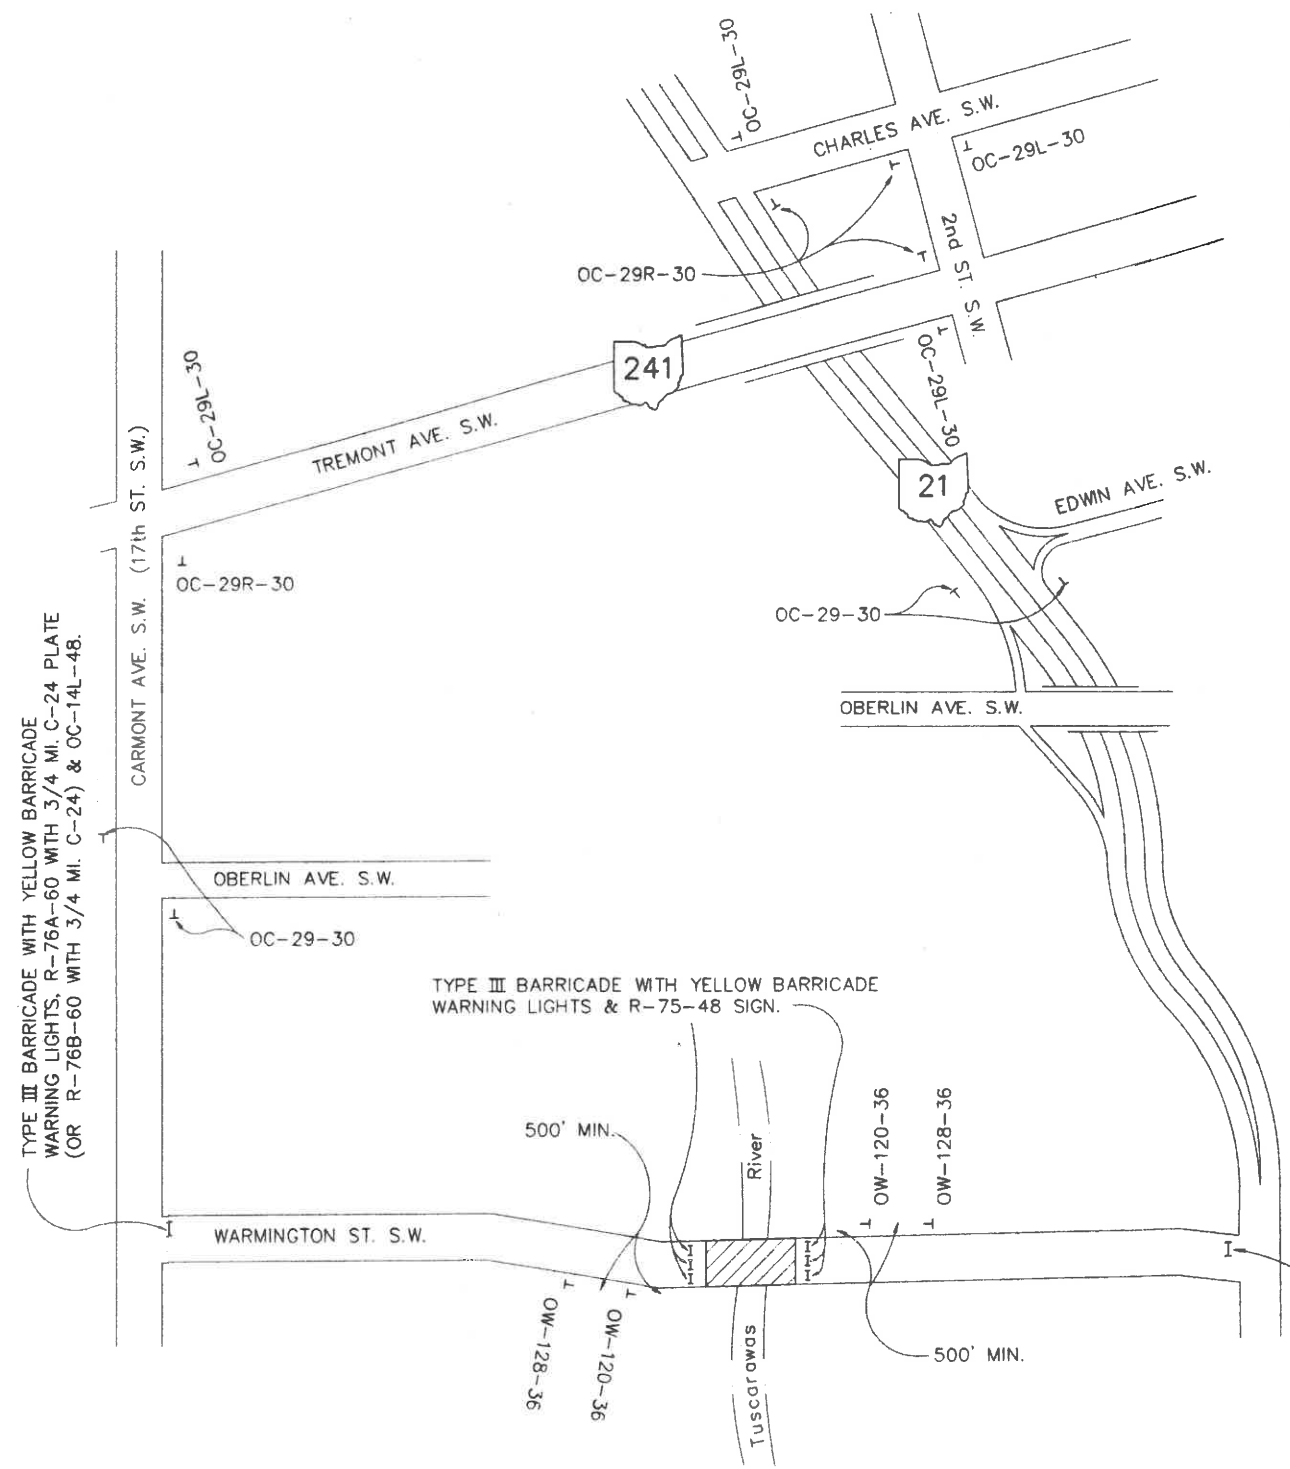 OC-29L-30
CHARLES AVE. S.W.
OC-29L-30
2nd ST. S.W.
OC-29R-30
241
OC-29L-30
TREMONT AVE. S.W.
OC-29L-30
21
EDWIN AVE. S.W.
CARMONT AVE. S.W. (17th ST. S.W.)
OC-29R-30
OC-29-30
OBERLIN AVE. S.W.
TYPE III BARRICADE WITH YELLOW BARRICADE
WARNING LIGHTS, R-76A-60 WITH 3/4 MI. C-24 PLATE
(OR R-76B-60 WITH 3/4 MI. C-24) & OC-14L-48.
OBERLIN AVE. S.W.
OC-29-30
TYPE III BARRICADE WITH YELLOW BARRICADE
WARNING LIGHTS & R-75-48 SIGN.
500' MIN.
River
OW-120-36
OW-128-36
WARMINGTON ST. S.W.
OW-128-36
OW-120-36
Tuscarawas
500' MIN.